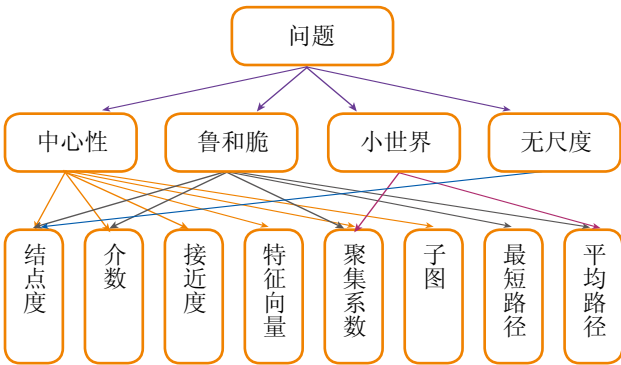 问题
中心性
鲁和脆
小世界
无尺度
结点度
介数
接近度
特征向量
聚集系数
子图
最短路径
平均路径